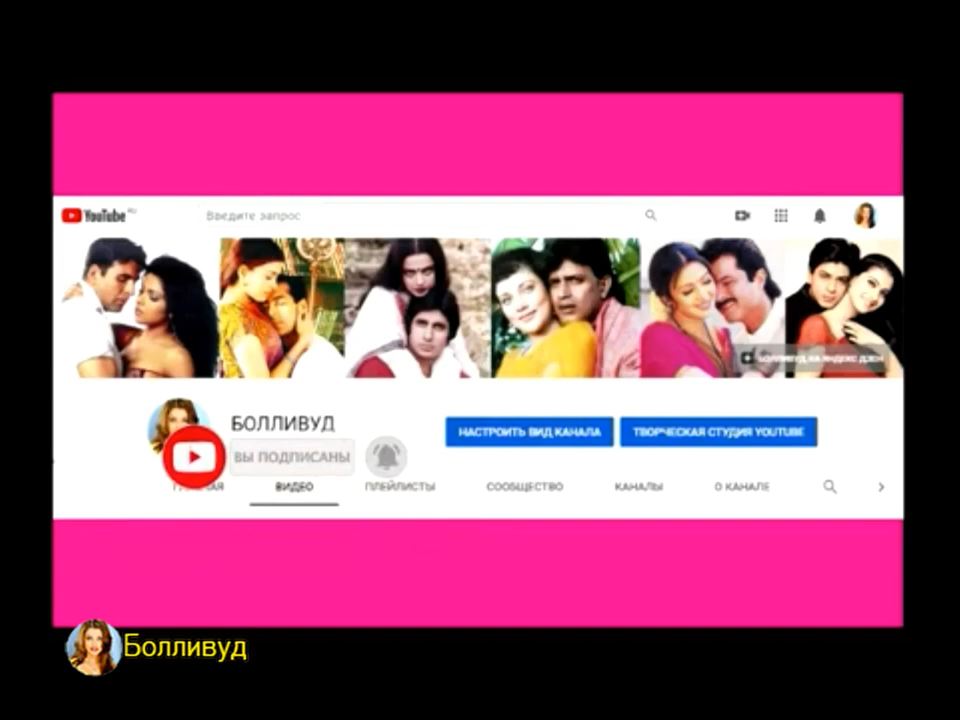 YouTube RU
Введите запрос
БОЛЛИВУД НА ЯНДЕКС ДЗЕН
БОЛЛИВУД
НАСТРОИТЬ ВИД КАНАЛА ТВОРЧЕСКАЯ СТУДИЯ YOUTUBE
ВЫ ПОДПИСАНЫ
ВИДЕО ПЛЕЙЛИСТЫ СООБЩЕСТВО КАНАЛЫ О КАНАЛЕ
Болливуд